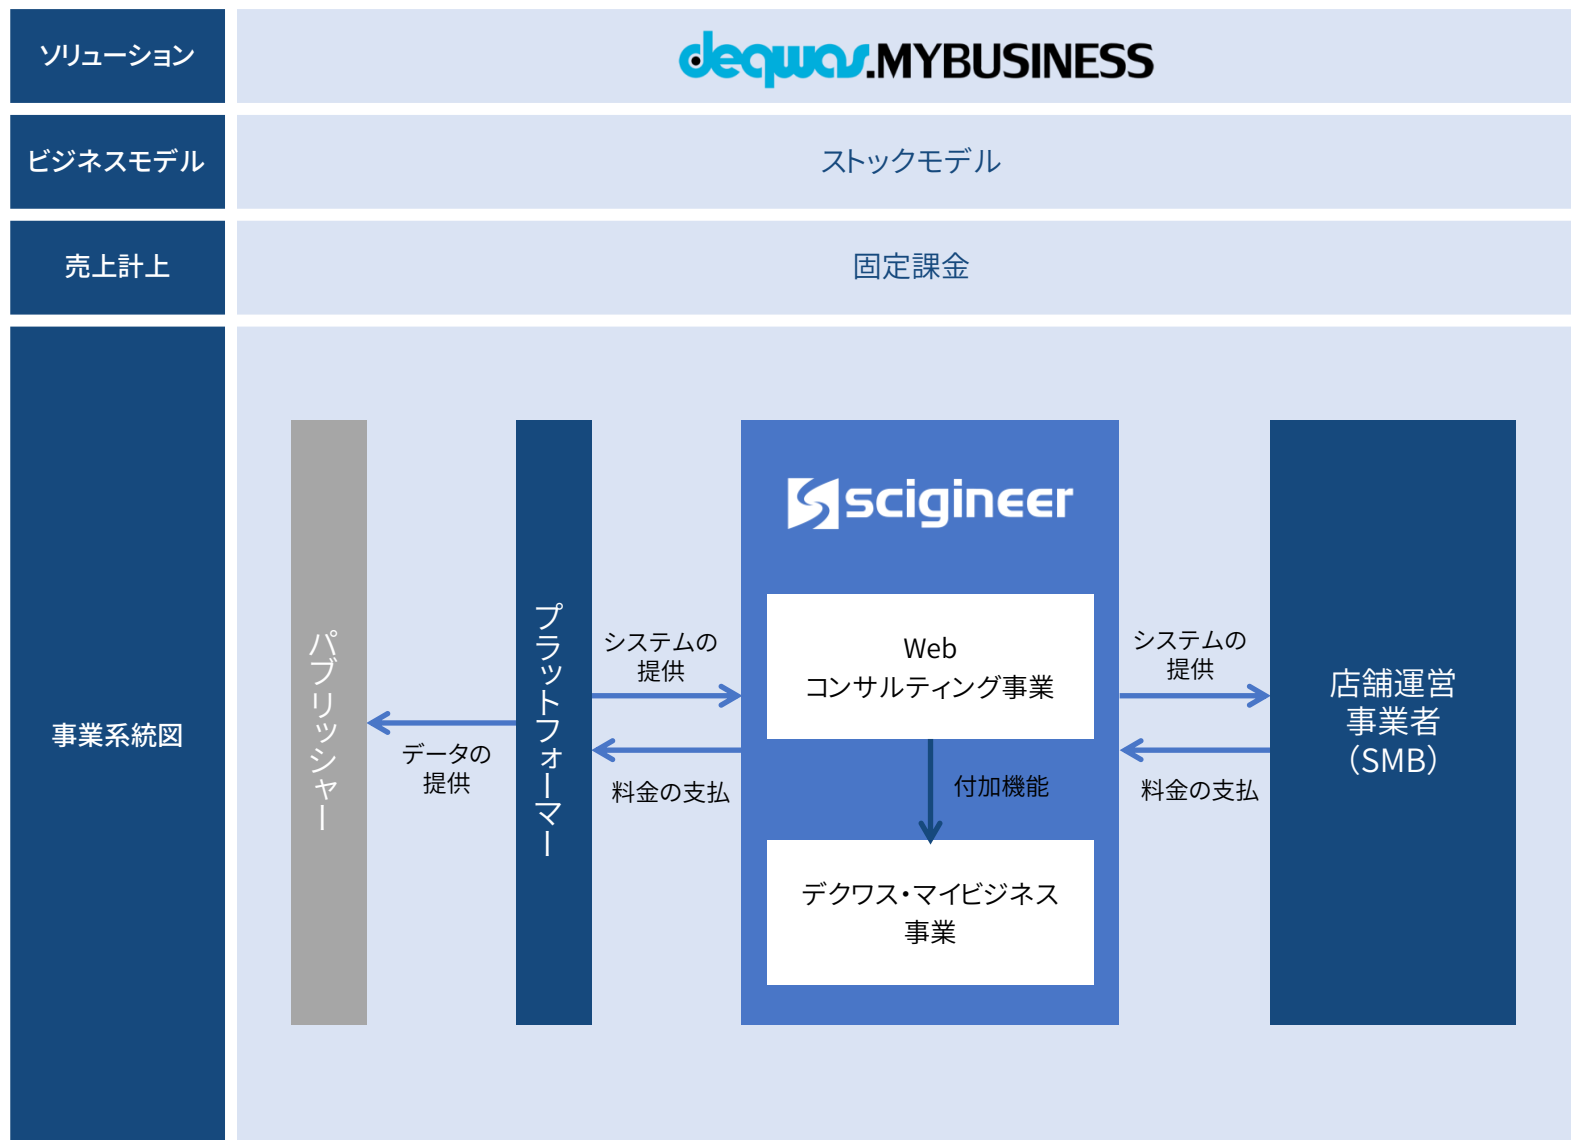 ソリューション
deqwas.MYBUSINESS
ビジネスモデル
ストックモデル
売上計上
固定課金
事業系統図
パブリッシャー
データの
提供
プラットフォーマー
システムの
提供
料金の支払
scigineer
Web
コンサルティング事業
付加機能
デクワス・マイビジネス
事業
システムの
提供
料金の支払
店舗運営
事業者
（SMB）